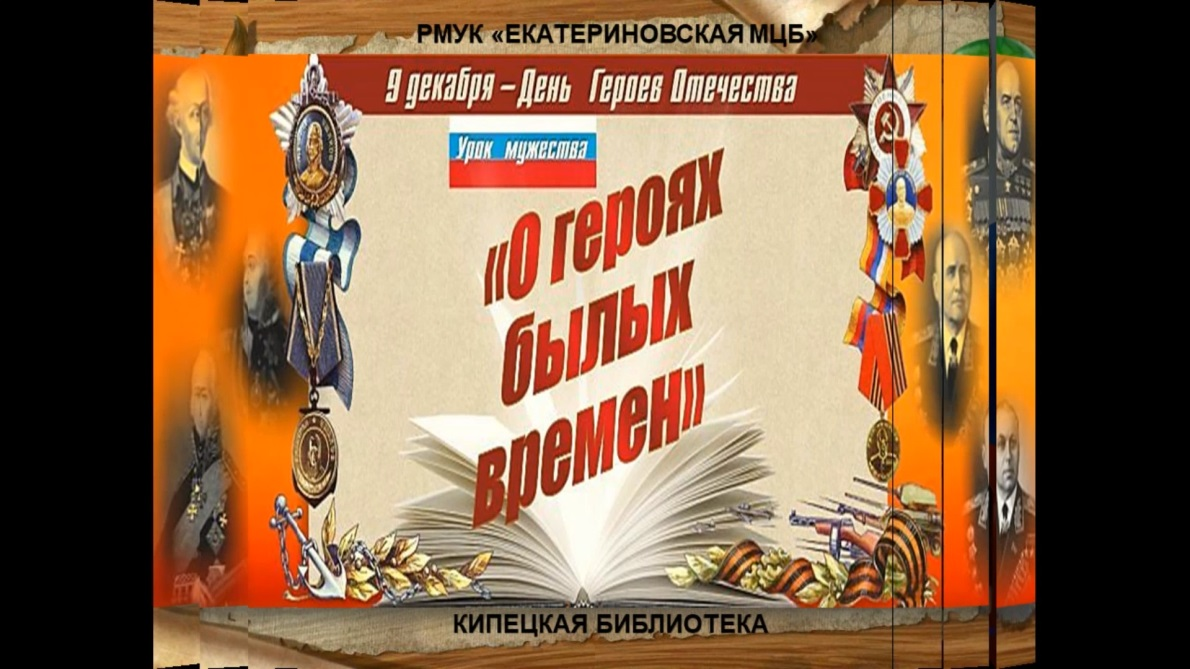 РМУК «ЕКАТЕРИНОВСКАЯ МЦБ»
9 декабря – День Героев Отечества
Урок мужества
«О героях
былых
времен»
КИПЕЦКАЯ БИБЛИОТЕКА